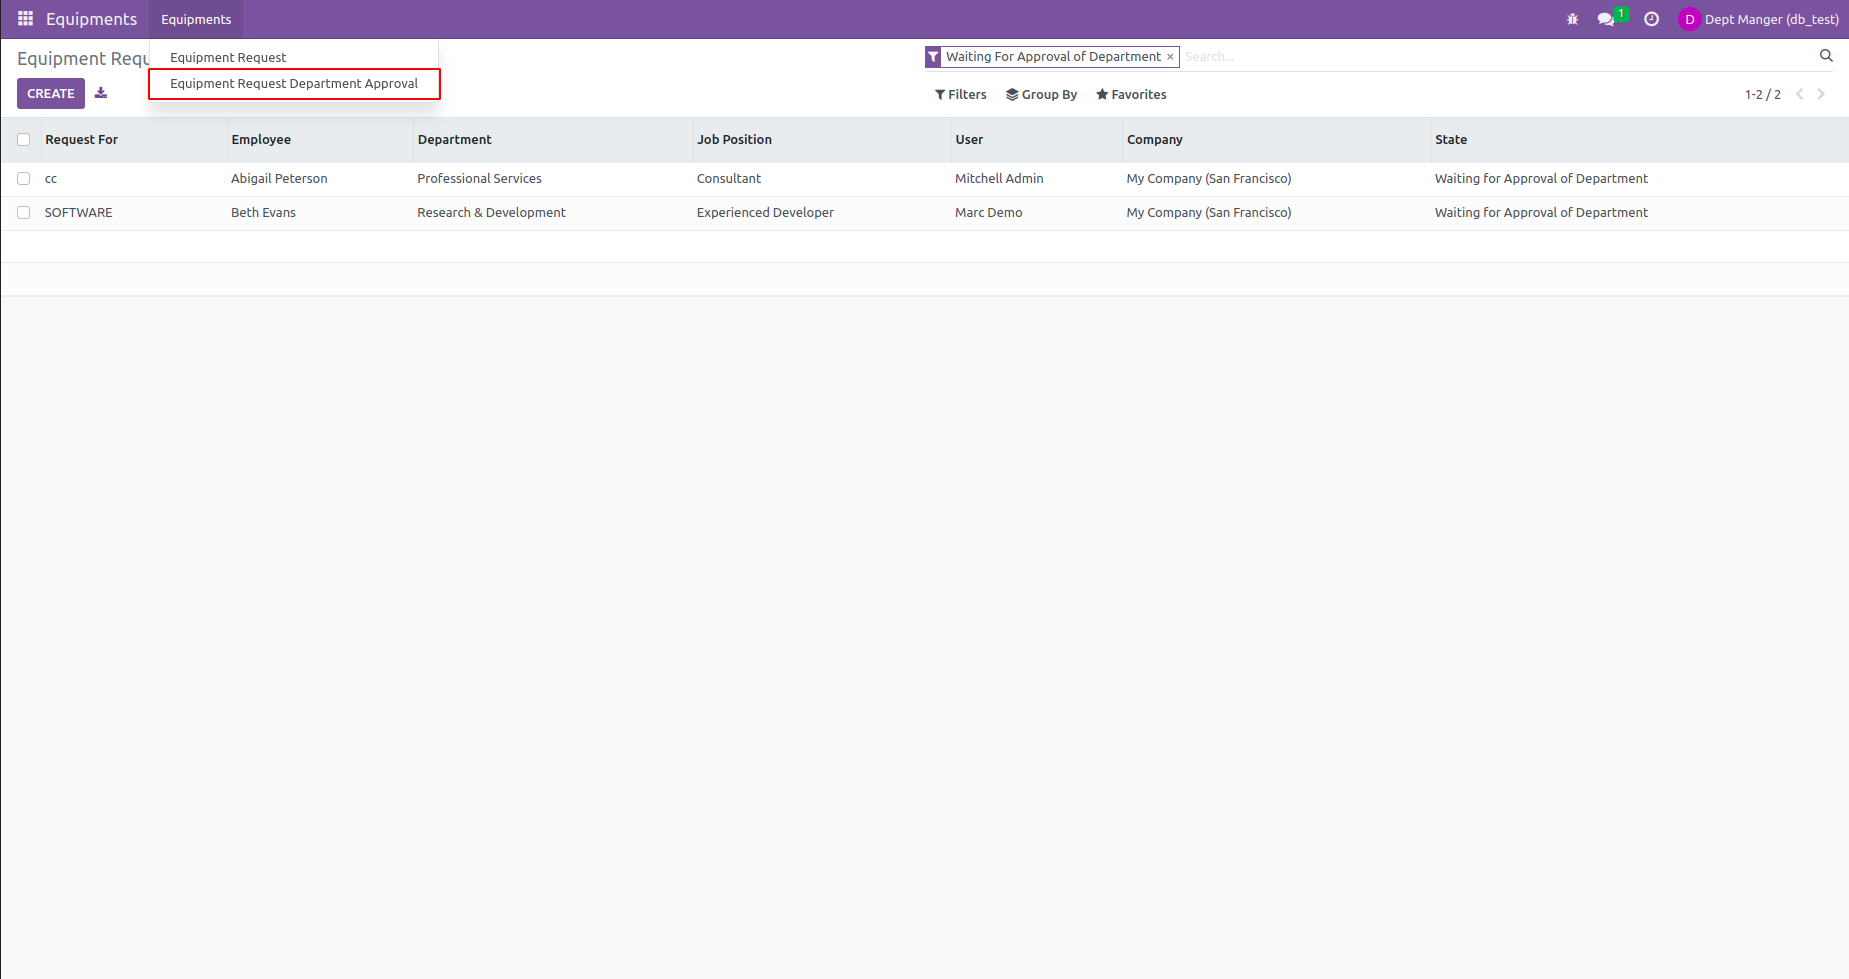 Equipments Equipments 1 D Dept Manger (db_test)
Equipment Requ Equipment Request Waiting For Approval of Department × Search...
Equipment Request Department Approval
CREATE Filters Group By Favorites 1-2 / 2
Request For Employee Department Job Position User Company State
cc Abigail Peterson Professional Services Consultant Mitchell Admin My Company (San Francisco) Waiting for Approval of Department
SOFTWARE Beth Evans Research & Development Experienced Developer Marc Demo My Company (San Francisco) Waiting for Approval of Department